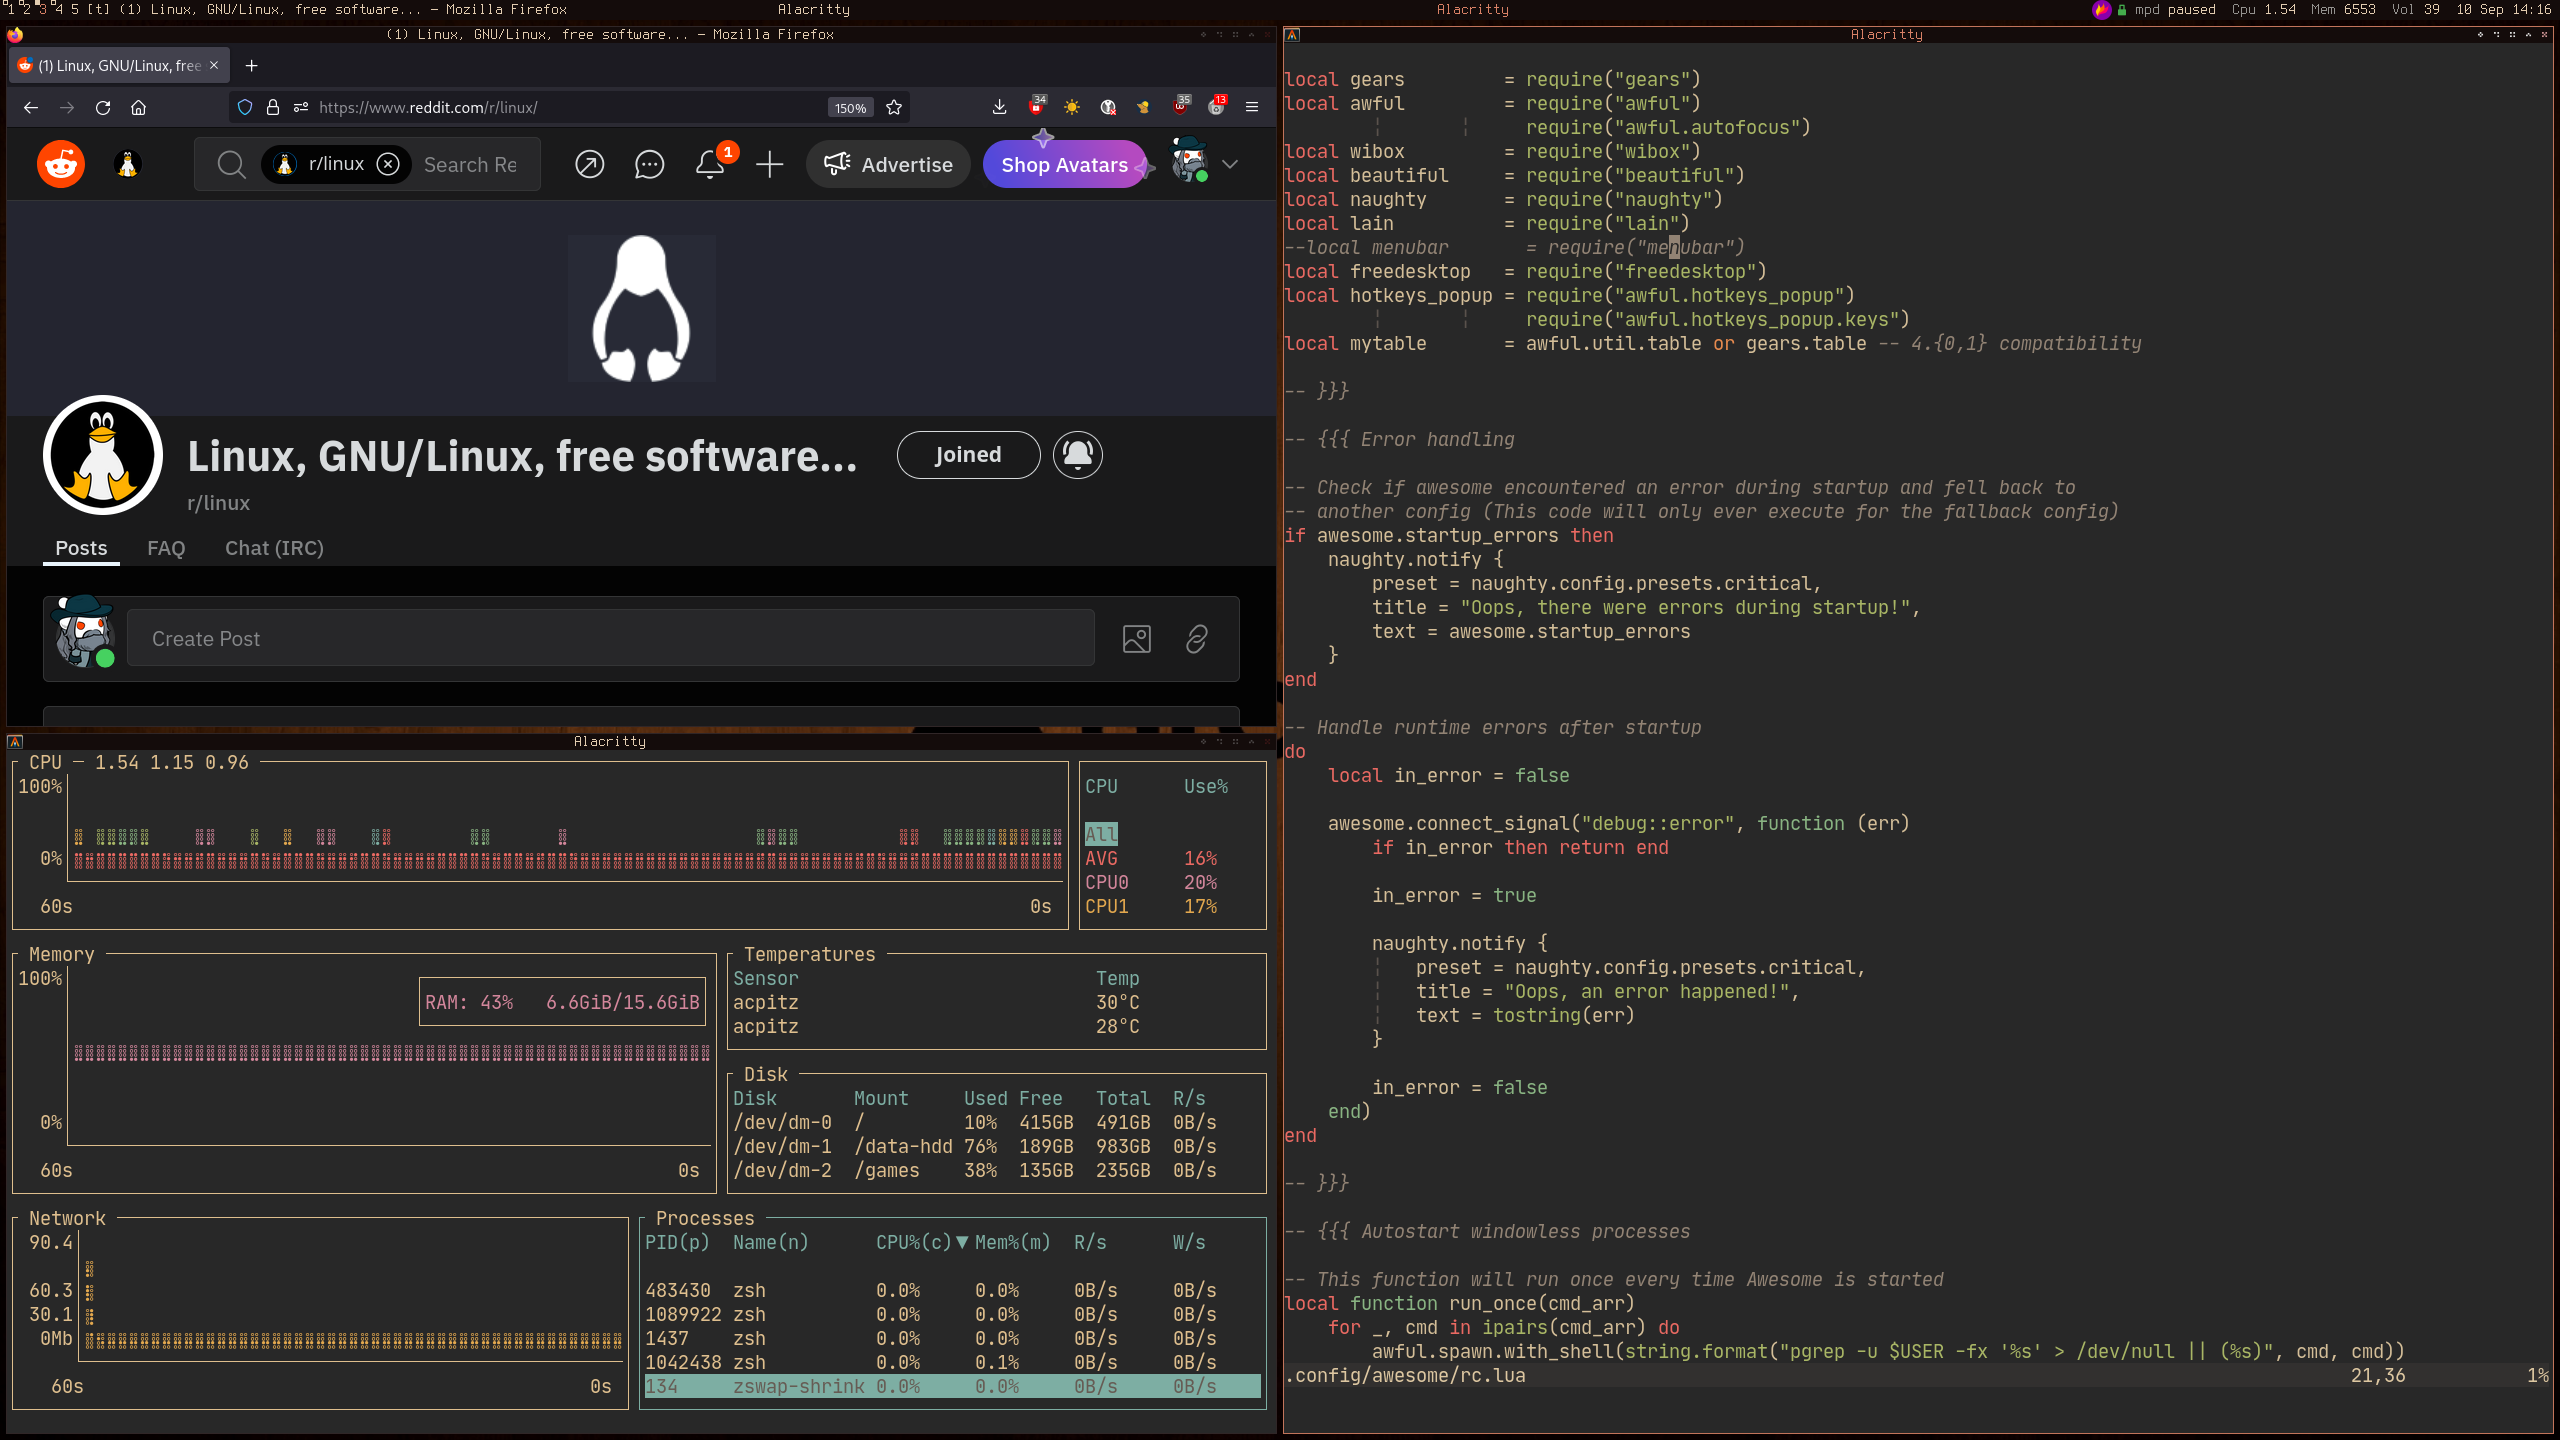 1 2 3 4 5 [t] (1) Linux, GNU/Linux, free software... — Mozilla Firefox
Alacritty
Alacritty
mpd paused Cpu 1.54 Mem 6553 Vol 39 10 Sep 14:16
(1) Linux, GNU/Linux, free software... — Mozilla Firefox
(1) Linux, GNU/Linux, free
https://www.reddit.com/r/linux/
150%
34
35
13
r/linux
Search Re
1
Advertise
Shop Avatars
Linux, GNU/Linux, free software...
Joined
r/linux
Posts FAQ Chat (IRC)
Create Post
Alacritty
CPU — 1.54 1.15 0.96
100%
0%
60s 0s
CPU Use%
All
AVG 16%
CPU0 20%
CPU1 17%
Memory
100%
RAM: 43% 6.6GiB/15.6GiB
0%
60s 0s
Temperatures
Sensor Temp
acpitz 30°C
acpitz 28°C
Disk
Disk Mount Used Free Total R/s
/dev/dm-0 / 10% 415GB 491GB 0B/s
/dev/dm-1 /data-hdd 76% 189GB 983GB 0B/s
/dev/dm-2 /games 38% 135GB 235GB 0B/s
Network
90.4
60.3
30.1
0Mb
60s 0s
Processes
PID(p) Name(n) CPU%(c)▼Mem%(m) R/s W/s
483430 zsh 0.0% 0.0% 0B/s 0B/s
1089922 zsh 0.0% 0.0% 0B/s 0B/s
1437 zsh 0.0% 0.0% 0B/s 0B/s
1042438 zsh 0.0% 0.1% 0B/s 0B/s
134 zswap-shrink 0.0% 0.0% 0B/s 0B/s
Alacritty
local gears = require("gears")
local awful = require("awful")
require("awful.autofocus")
local wibox = require("wibox")
local beautiful = require("beautiful")
local naughty = require("naughty")
local lain = require("lain")
--local menubar = require("menubar")
local freedesktop = require("freedesktop")
local hotkeys_popup = require("awful.hotkeys_popup")
require("awful.hotkeys_popup.keys")
local mytable = awful.util.table or gears.table -- 4.{0,1} compatibility
-- }}}
-- {{{ Error handling
-- Check if awesome encountered an error during startup and fell back to
-- another config (This code will only ever execute for the fallback config)
if awesome.startup_errors then
naughty.notify {
preset = naughty.config.presets.critical,
title = "Oops, there were errors during startup!",
text = awesome.startup_errors
}
end
-- Handle runtime errors after startup
do
local in_error = false
awesome.connect_signal("debug::error", function (err)
if in_error then return end
in_error = true
naughty.notify {
preset = naughty.config.presets.critical,
title = "Oops, an error happened!",
text = tostring(err)
}
in_error = false
end)
end
-- }}}
-- {{{ Autostart windowless processes
-- This function will run once every time Awesome is started
local function run_once(cmd_arr)
for _, cmd in ipairs(cmd_arr) do
awful.spawn.with_shell(string.format("pgrep -u $USER -fx '%s' > /dev/null || (%s)", cmd, cmd))
.config/awesome/rc.lua 21,36 1%